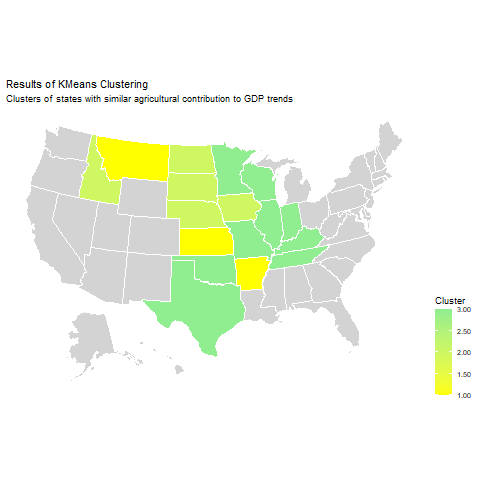 Results of KMeans Clustering
Clusters of states with similar agricultural contribution to GDP trends
Cluster
3.00
2.50
2.00
1.50
1.00